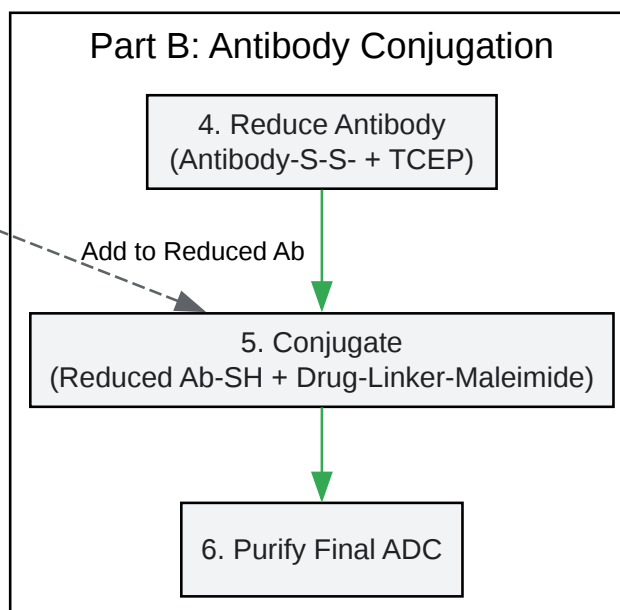 Part B: Antibody Conjugation
4. Reduce Antibody
(Antibody-S-S- + TCEP)
Add to Reduced Ab
5. Conjugate
(Reduced Ab-SH + Drug-Linker-Maleimide)
6. Purify Final ADC